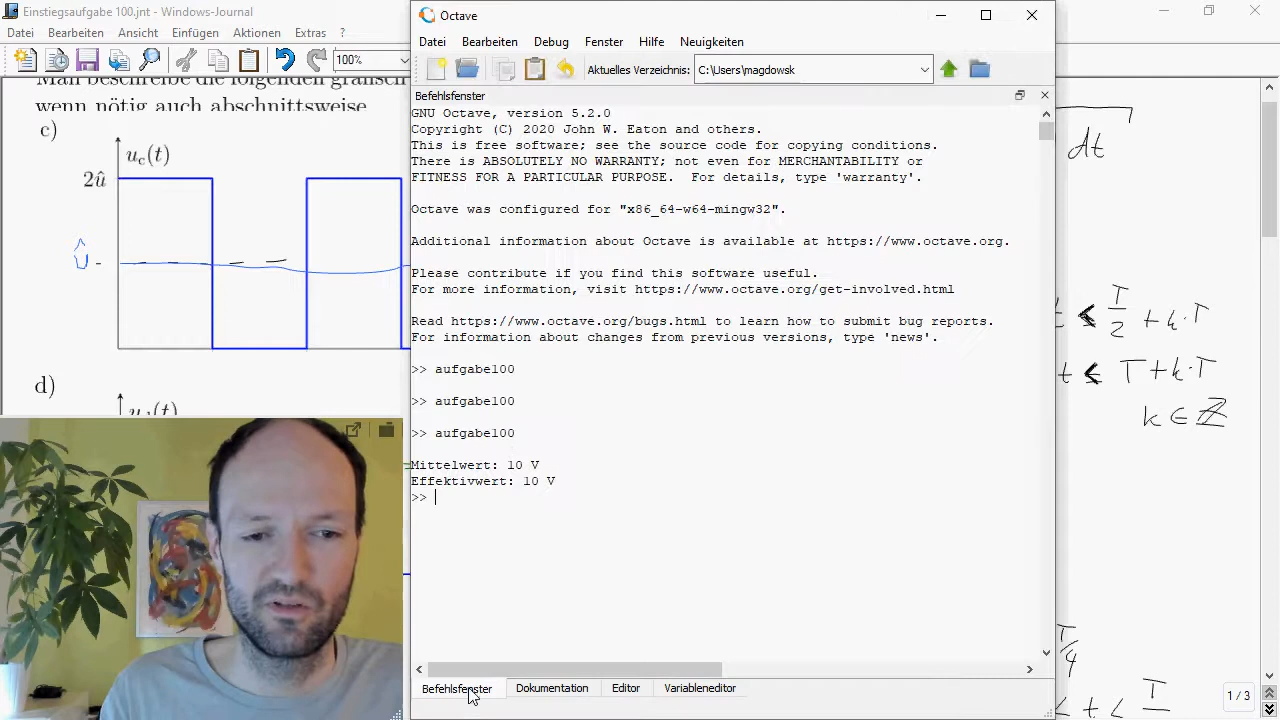 Einstiegsaufgabe 100.jnt - Windows-Journal
Datei Bearbeiten Ansicht Einfügen Aktionen Extras ?
100%
wenn nötig auch abschnittsweise
c)
u_c(t)
2û
û
d)
Octave
Datei Bearbeiten Debug Fenster Hilfe Neuigkeiten
Aktuelles Verzeichnis: C:\Users\magdowsk
Befehlsfenster
GNU Octave, version 5.2.0
Copyright (C) 2020 John W. Eaton and others.
This is free software; see the source code for copying conditions.
There is ABSOLUTELY NO WARRANTY; not even for MERCHANTABILITY or
FITNESS FOR A PARTICULAR PURPOSE.  For details, type 'warranty'.
Octave was configured for "x86_64-w64-mingw32".
Additional information about Octave is available at https://www.octave.org.
Please contribute if you find this software useful.
For more information, visit https://www.octave.org/get-involved.html
Read https://www.octave.org/bugs.html to learn how to submit bug reports.
For information about changes from previous versions, type 'news'.
>> aufgabe100
>> aufgabe100
>> aufgabe100
Mittelwert: 10 V
Effektivwert: 10 V
>>
Befehlsfenster Dokumentation Editor Variableneditor
dt
t < T/2 + k·T
t < T + k·T
k ∈ ℤ
1 / 3